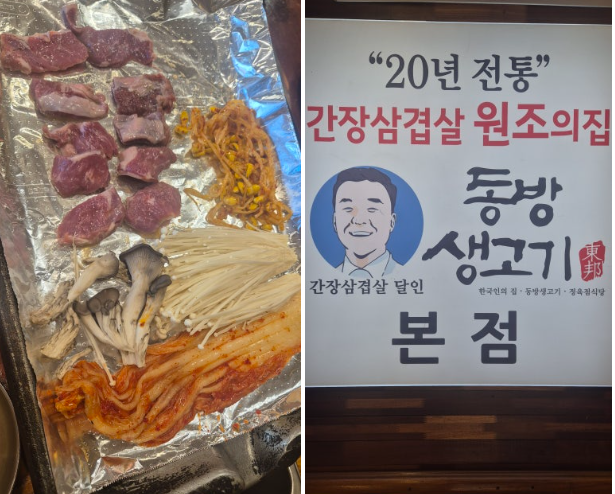 “20년 전통”
간장삼겹살 원조의집
동방
생고기
東邦
간장삼겹살 달인
한국인의 집 · 동방생고기 · 정육점식당
본점